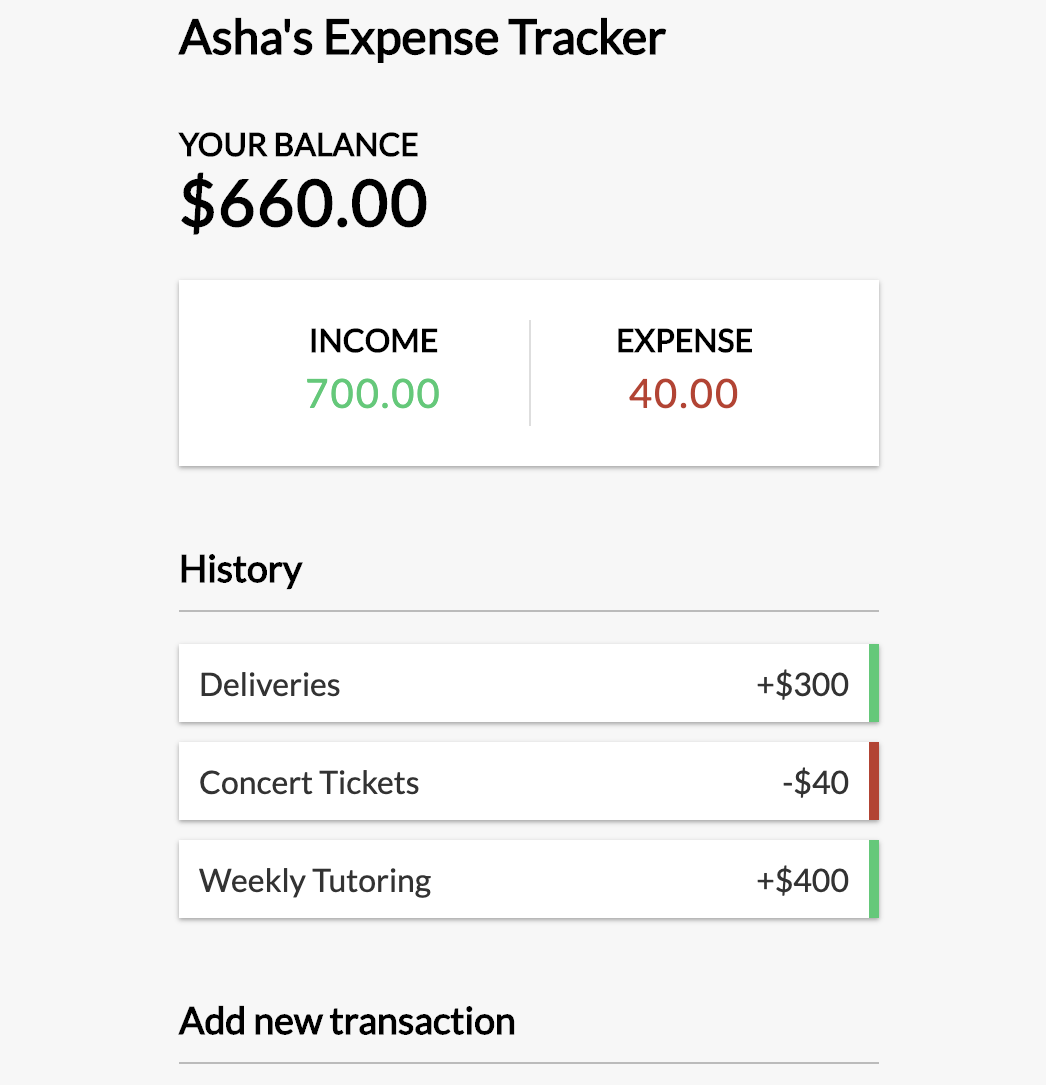 Asha's Expense Tracker
YOUR BALANCE
$660.00
INCOME EXPENSE
700.00 40.00
History
Deliveries +$300
Concert Tickets -$40
Weekly Tutoring +$400
Add new transaction